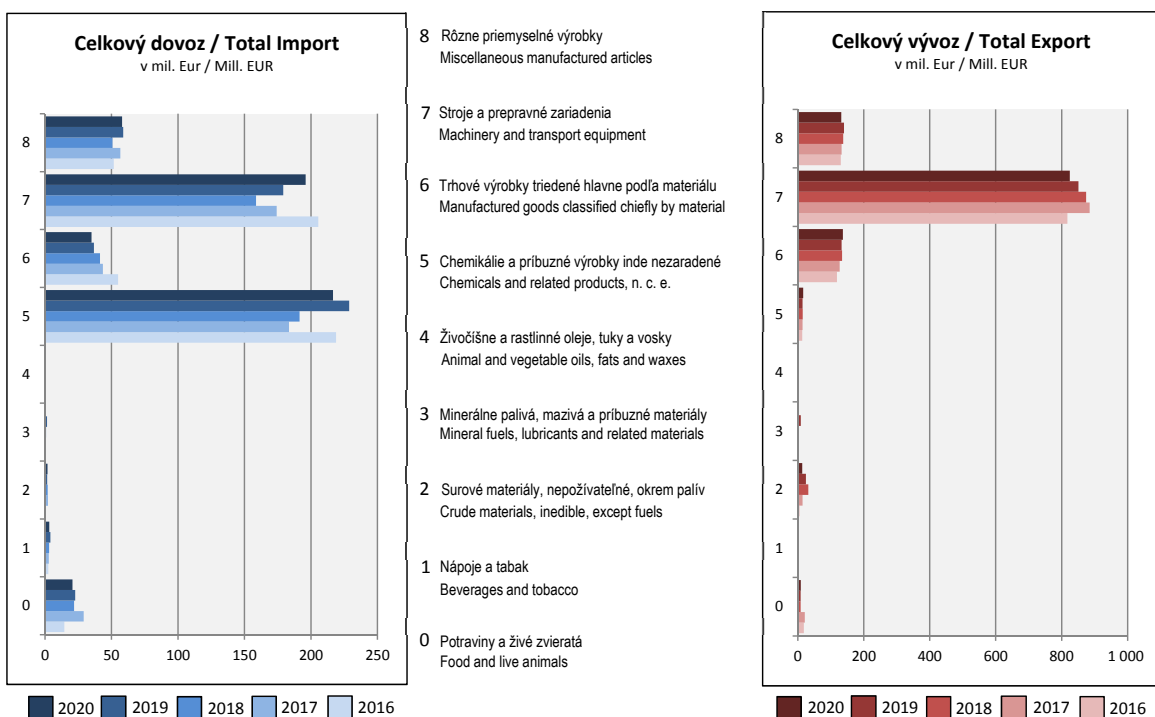 Celkový dovoz / Total Import
v mil. Eur / Mill. EUR
8
7
6
5
4
3
2
1
0
0 50 100 150 200 250
2020 2019 2018 2017 2016
8 Rôzne priemyselné výrobky
Miscellaneous manufactured articles
7 Stroje a prepravné zariadenia
Machinery and transport equipment
6 Trhové výrobky triedené hlavne podľa materiálu
Manufactured goods classified chiefly by material
5 Chemikálie a príbuzné výrobky inde nezaradené
Chemicals and related products, n. c. e.
4 Živočíšne a rastlinné oleje, tuky a vosky
Animal and vegetable oils, fats and waxes
3 Minerálne palivá, mazivá a príbuzné materiály
Mineral fuels, lubricants and related materials
2 Surové materiály, nepožívateľné, okrem palív
Crude materials, inedible, except fuels
1 Nápoje a tabak
Beverages and tobacco
0 Potraviny a živé zvieratá
Food and live animals
Celkový vývoz / Total Export
v mil. Eur / Mill. EUR
8
7
6
5
4
3
2
1
0
0 200 400 600 800 1 000
2020 2019 2018 2017 2016